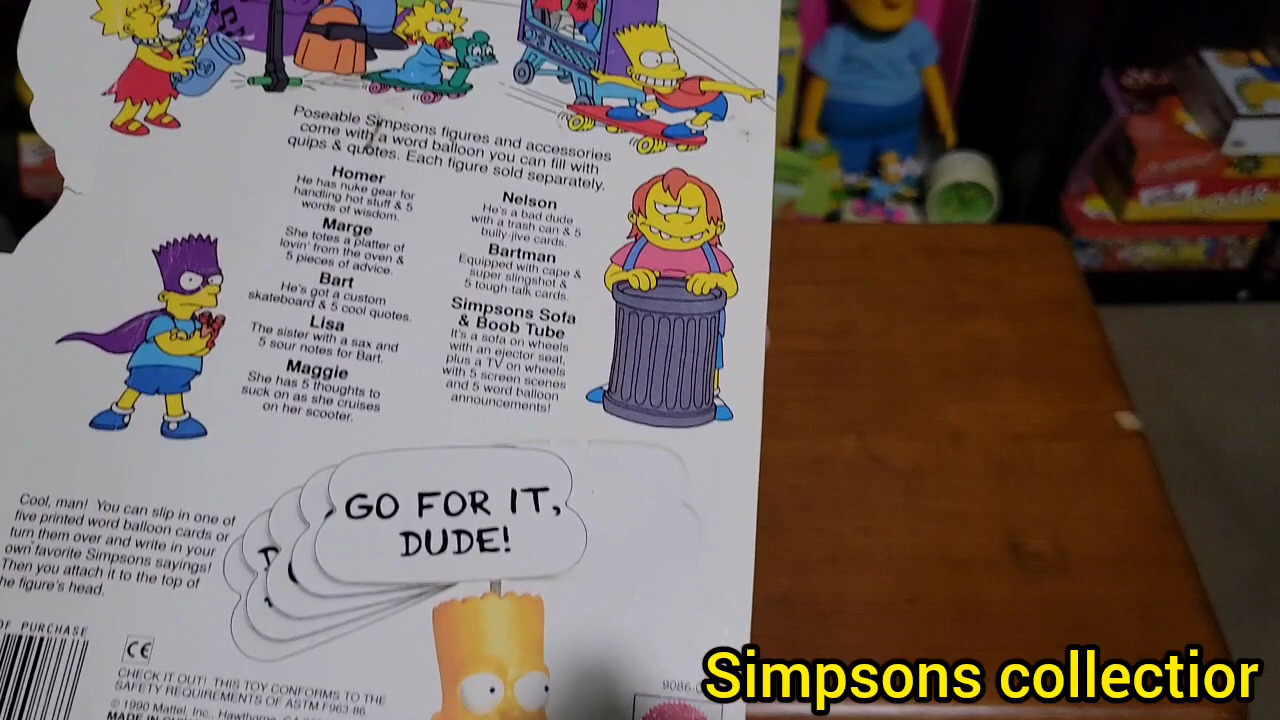 Poseable Simpsons figures and accessories
come with a word balloon you can fill with
quips & quotes. Each figure sold separately.
Homer
He has nuke gear for
handling hot stuff & 5
words of wisdom.
Marge
She totes a platter of
lovin' from the oven &
5 pieces of advice.
Bart
He's got a custom
skateboard & 5 cool quotes.
Lisa
The sister with a sax and
5 sour notes for Bart.
Maggie
She has 5 thoughts to
suck on as she cruises
on her scooter.
Nelson
He's a bad dude
with a trash can & 5
bully-jive cards.
Bartman
Equipped with cape &
super slingshot &
5 tough-talk cards.
Simpsons Sofa
& Boob Tube
It's a sofa on wheels
with an ejector seat,
plus a TV on wheels
with 5 screen scenes
and 5 word balloon
announcements!
GO FOR IT,
DUDE!
Cool, man! You can slip in one of
five printed word balloon cards or
turn them over and write in your
own favorite Simpsons sayings!
Then you attach it to the top of
he figure's head.
OF PURCHASE
CE
CHECK IT OUT! THIS TOY CONFORMS TO THE
SAFETY REQUIREMENTS OF ASTM F963-86.
© 1990 Mattel, Inc., Hawthorne,
MADE IN
9086-
Simpsons collection